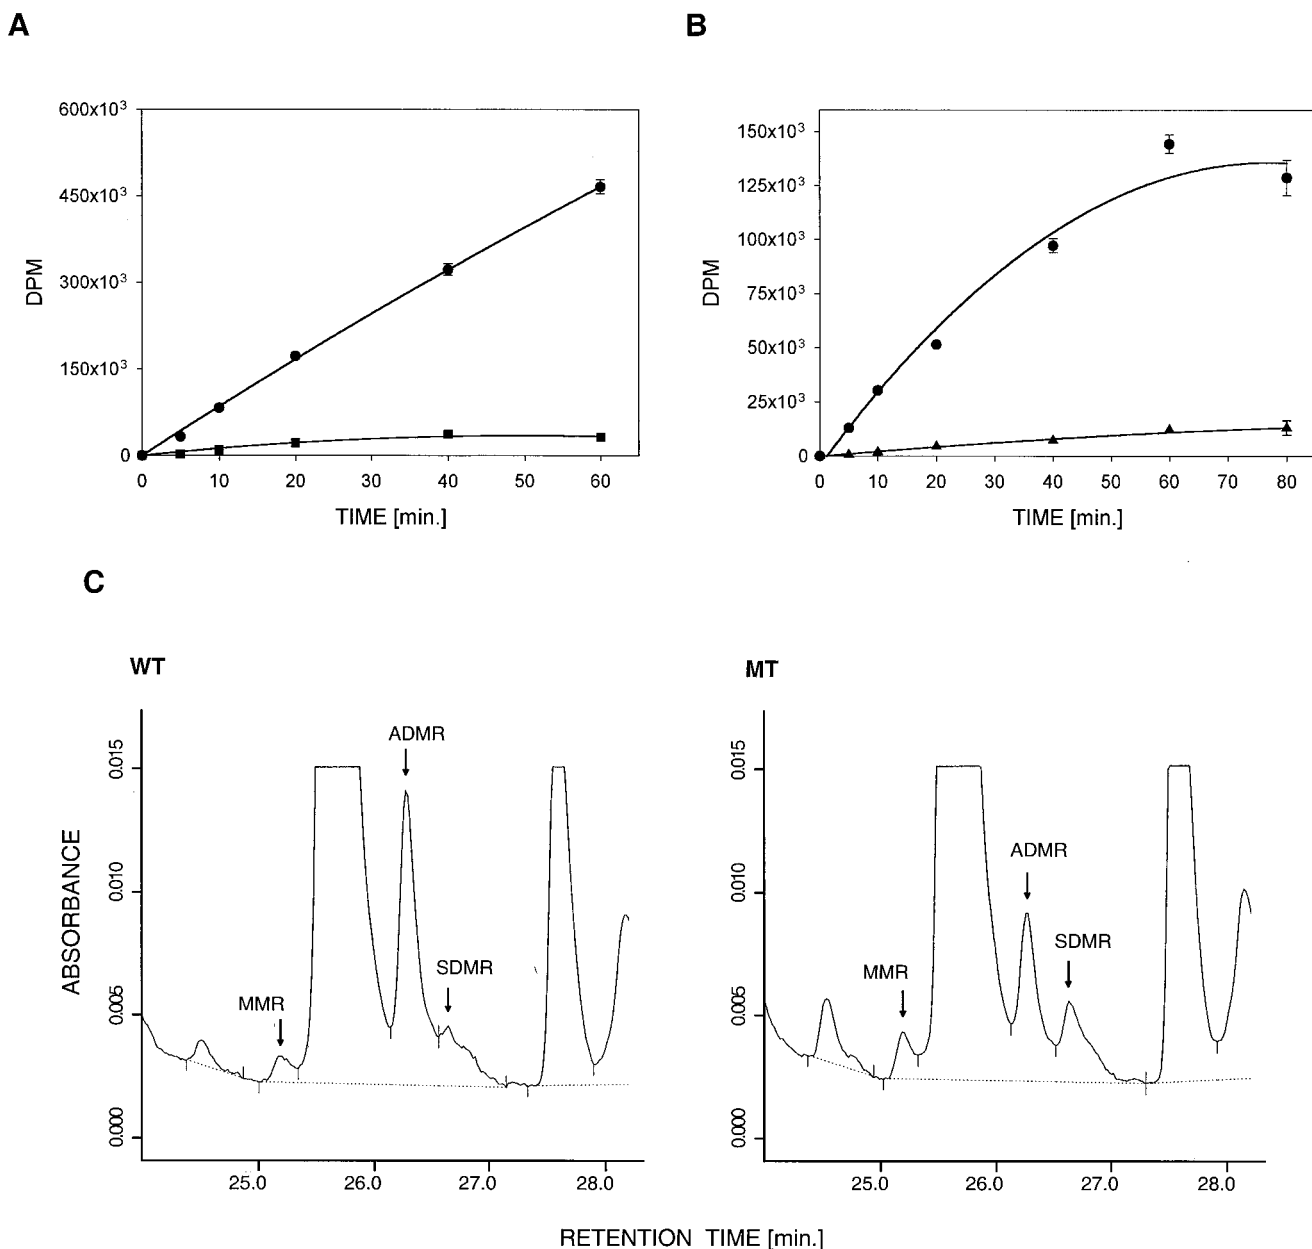 A
B
600x10³
450x10³
300x10³
150x10³
0
DPM
0 10 20 30 40 50 60
TIME [min.]
150x10³
125x10³
100x10³
75x10³
50x10³
25x10³
0
DPM
0 10 20 30 40 50 60 70 80
TIME [min.]
C
WT
MT
ADMR
SDMR
MMR
0.015
0.010
0.005
0.000
ABSORBANCE
25.0 26.0 27.0 28.0
ADMR
SDMR
MMR
0.015
0.010
0.005
0.000
25.0 26.0 27.0 28.0
RETENTION TIME [min.]